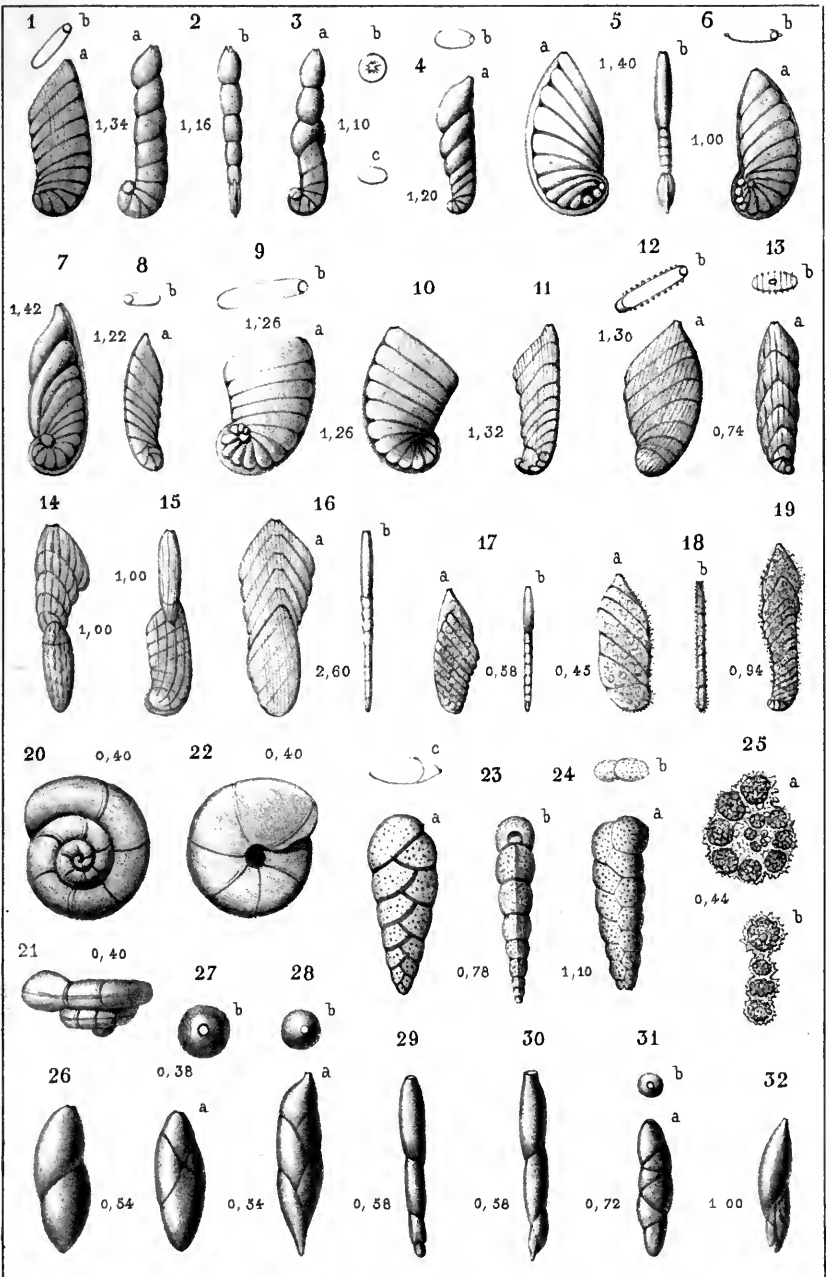 1 b a
2 a b
3 a b c
4 b a
5 a b
6 b a
1,34 1,16 1,10 1,20 1,40 1,00
7 8 b a
9 b a
10 11
12 b a
13 b a
1,42 1,22 1,26 1,26 1,32 1,30 0,74
14 15 16 a b
17 a b
18 a b
19
1,00 1,00 2,60 0,58 0,45 0,94
20 0,40 22 0,40
c a 23 b
24 b a
25 a b
21 0,40 0,78 1,10 0,44
27 b 28 b 29 30 31 b
26 0,38 a a a 32
0,54 0,54 0,58 0,58 0,72 1 00